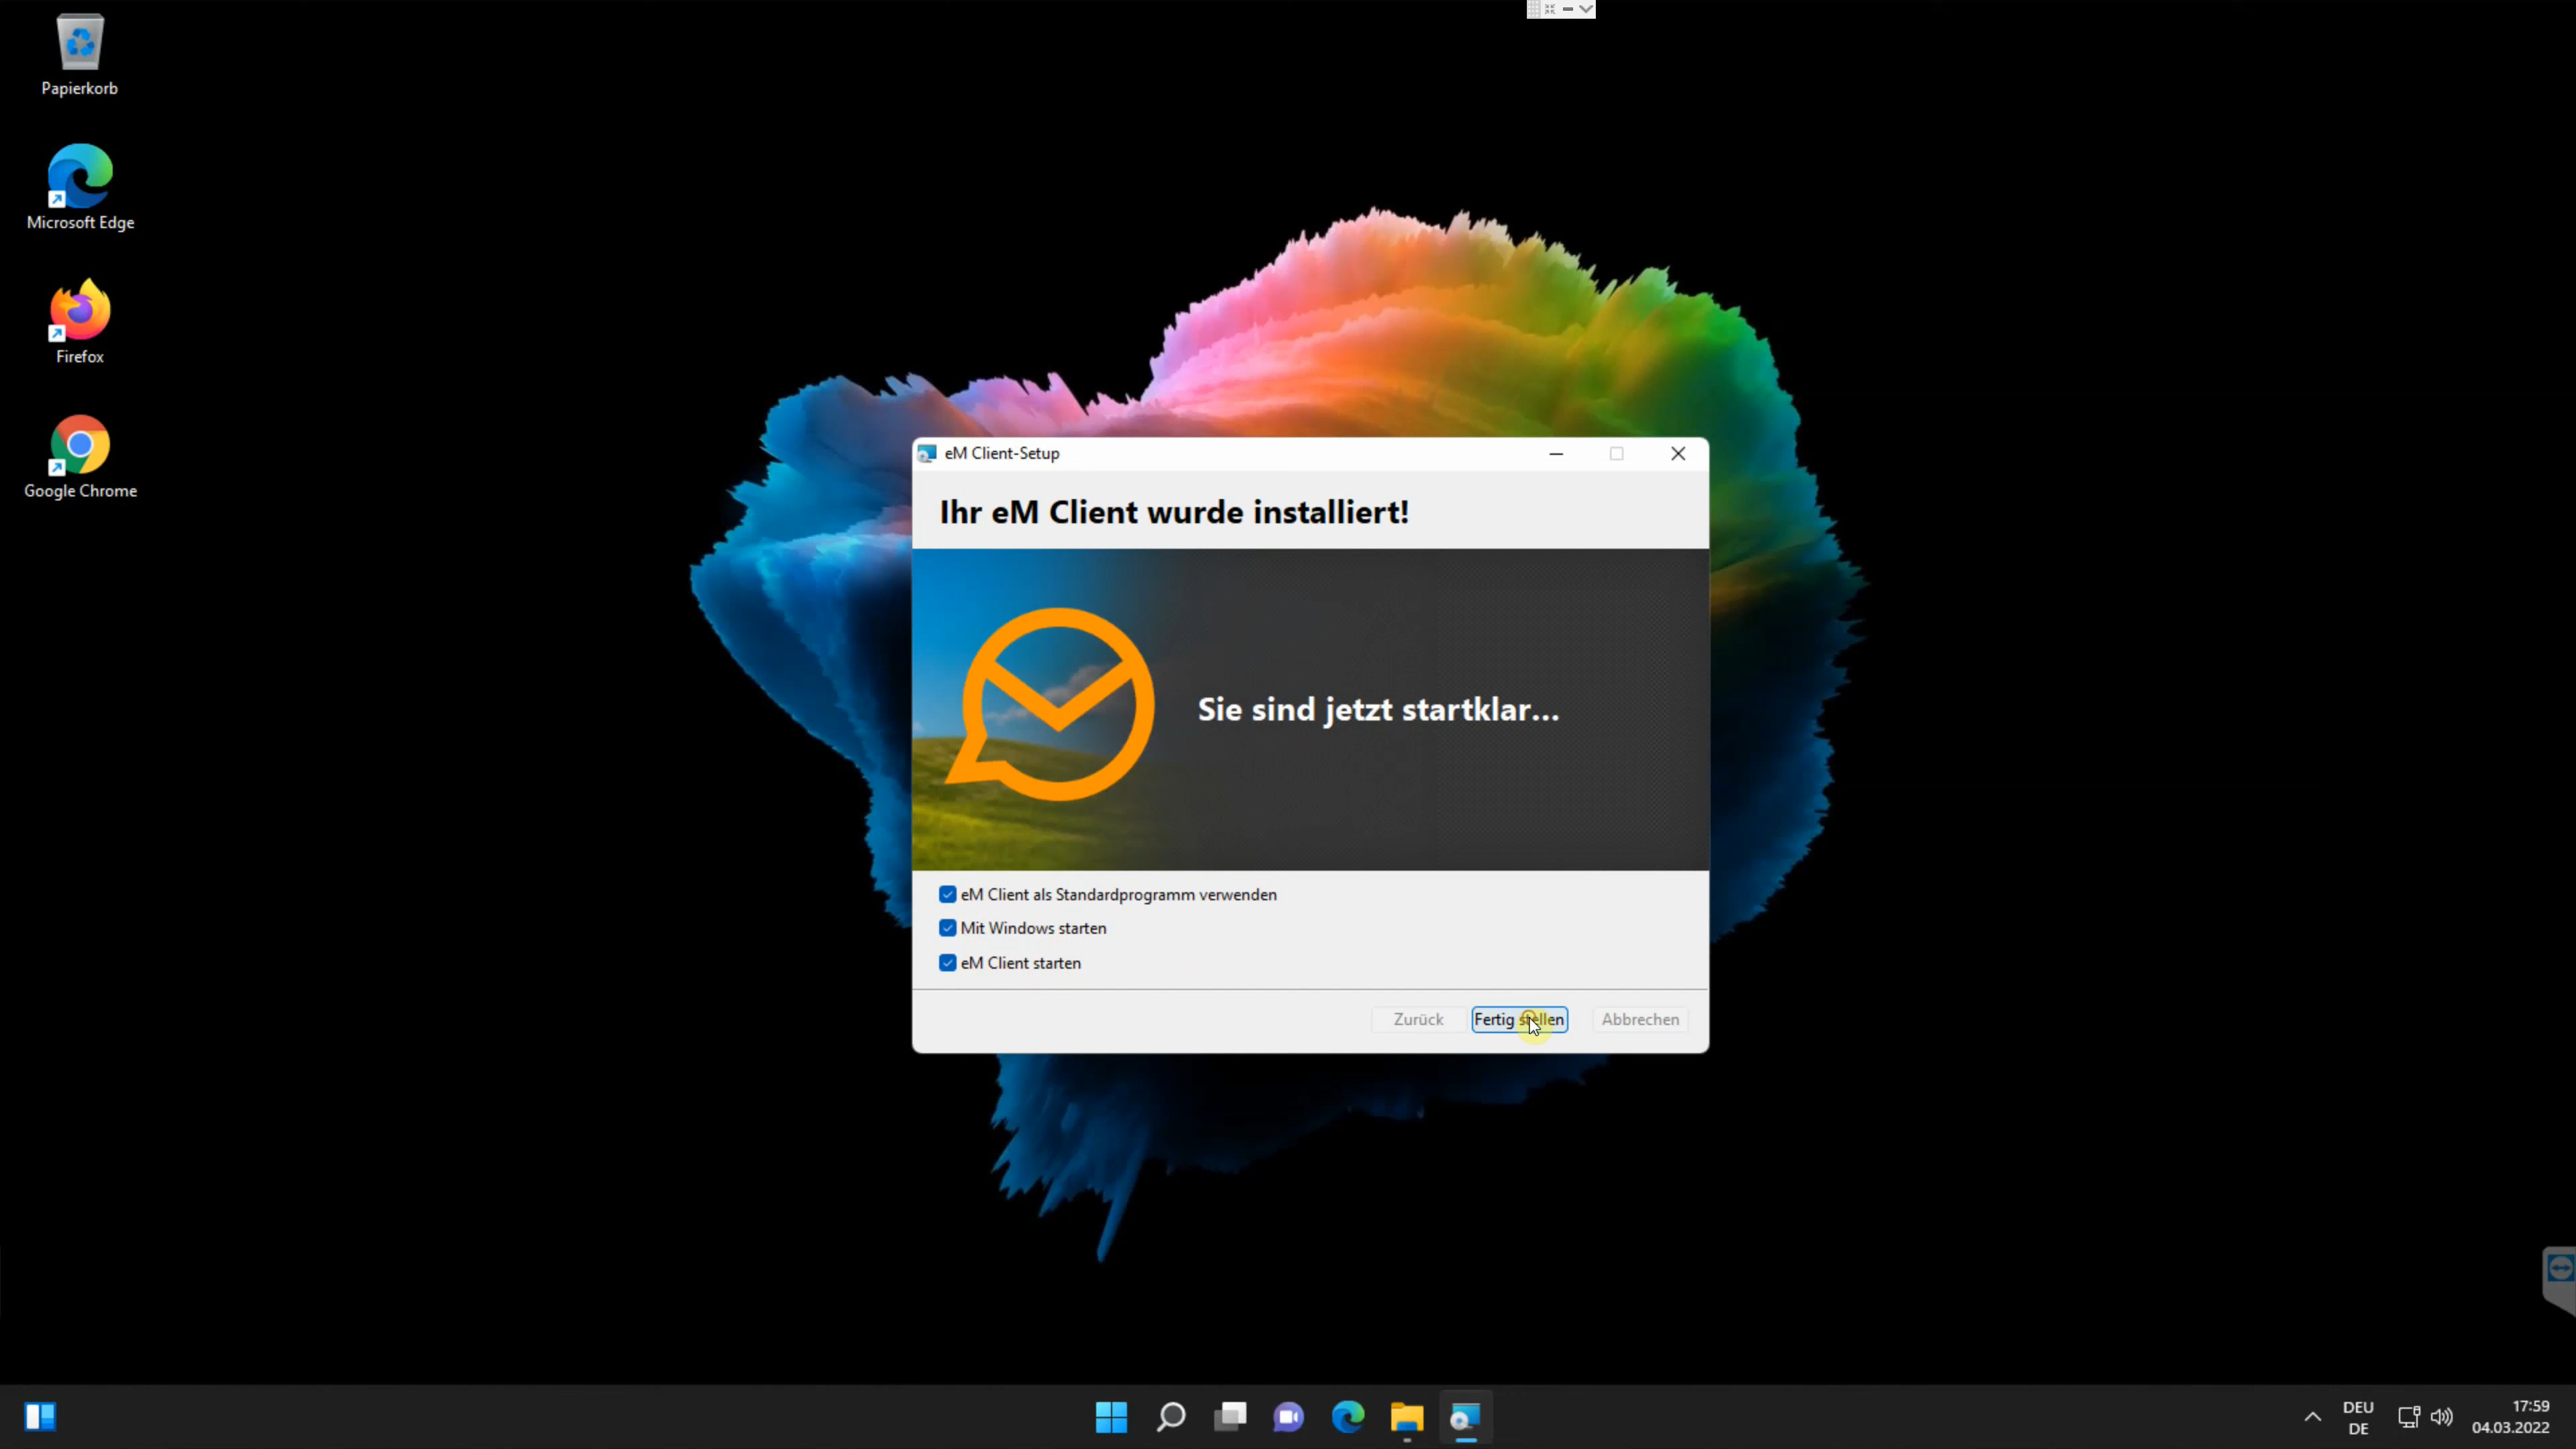 Papierkorb
Microsoft Edge
Firefox
Google Chrome
eM Client-Setup
Ihr eM Client wurde installiert!
Sie sind jetzt startklar...
eM Client als Standardprogramm verwenden
Mit Windows starten
eM Client starten
Zurück
Fertig stellen
Abbrechen
DEU
DE
17:59
04.03.2022